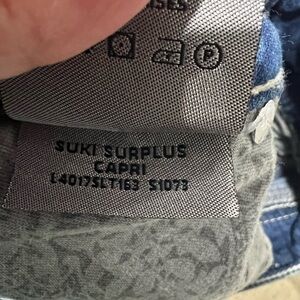 P
SUKI SURPLUS
CAPRI
L4017SLT163 S1073